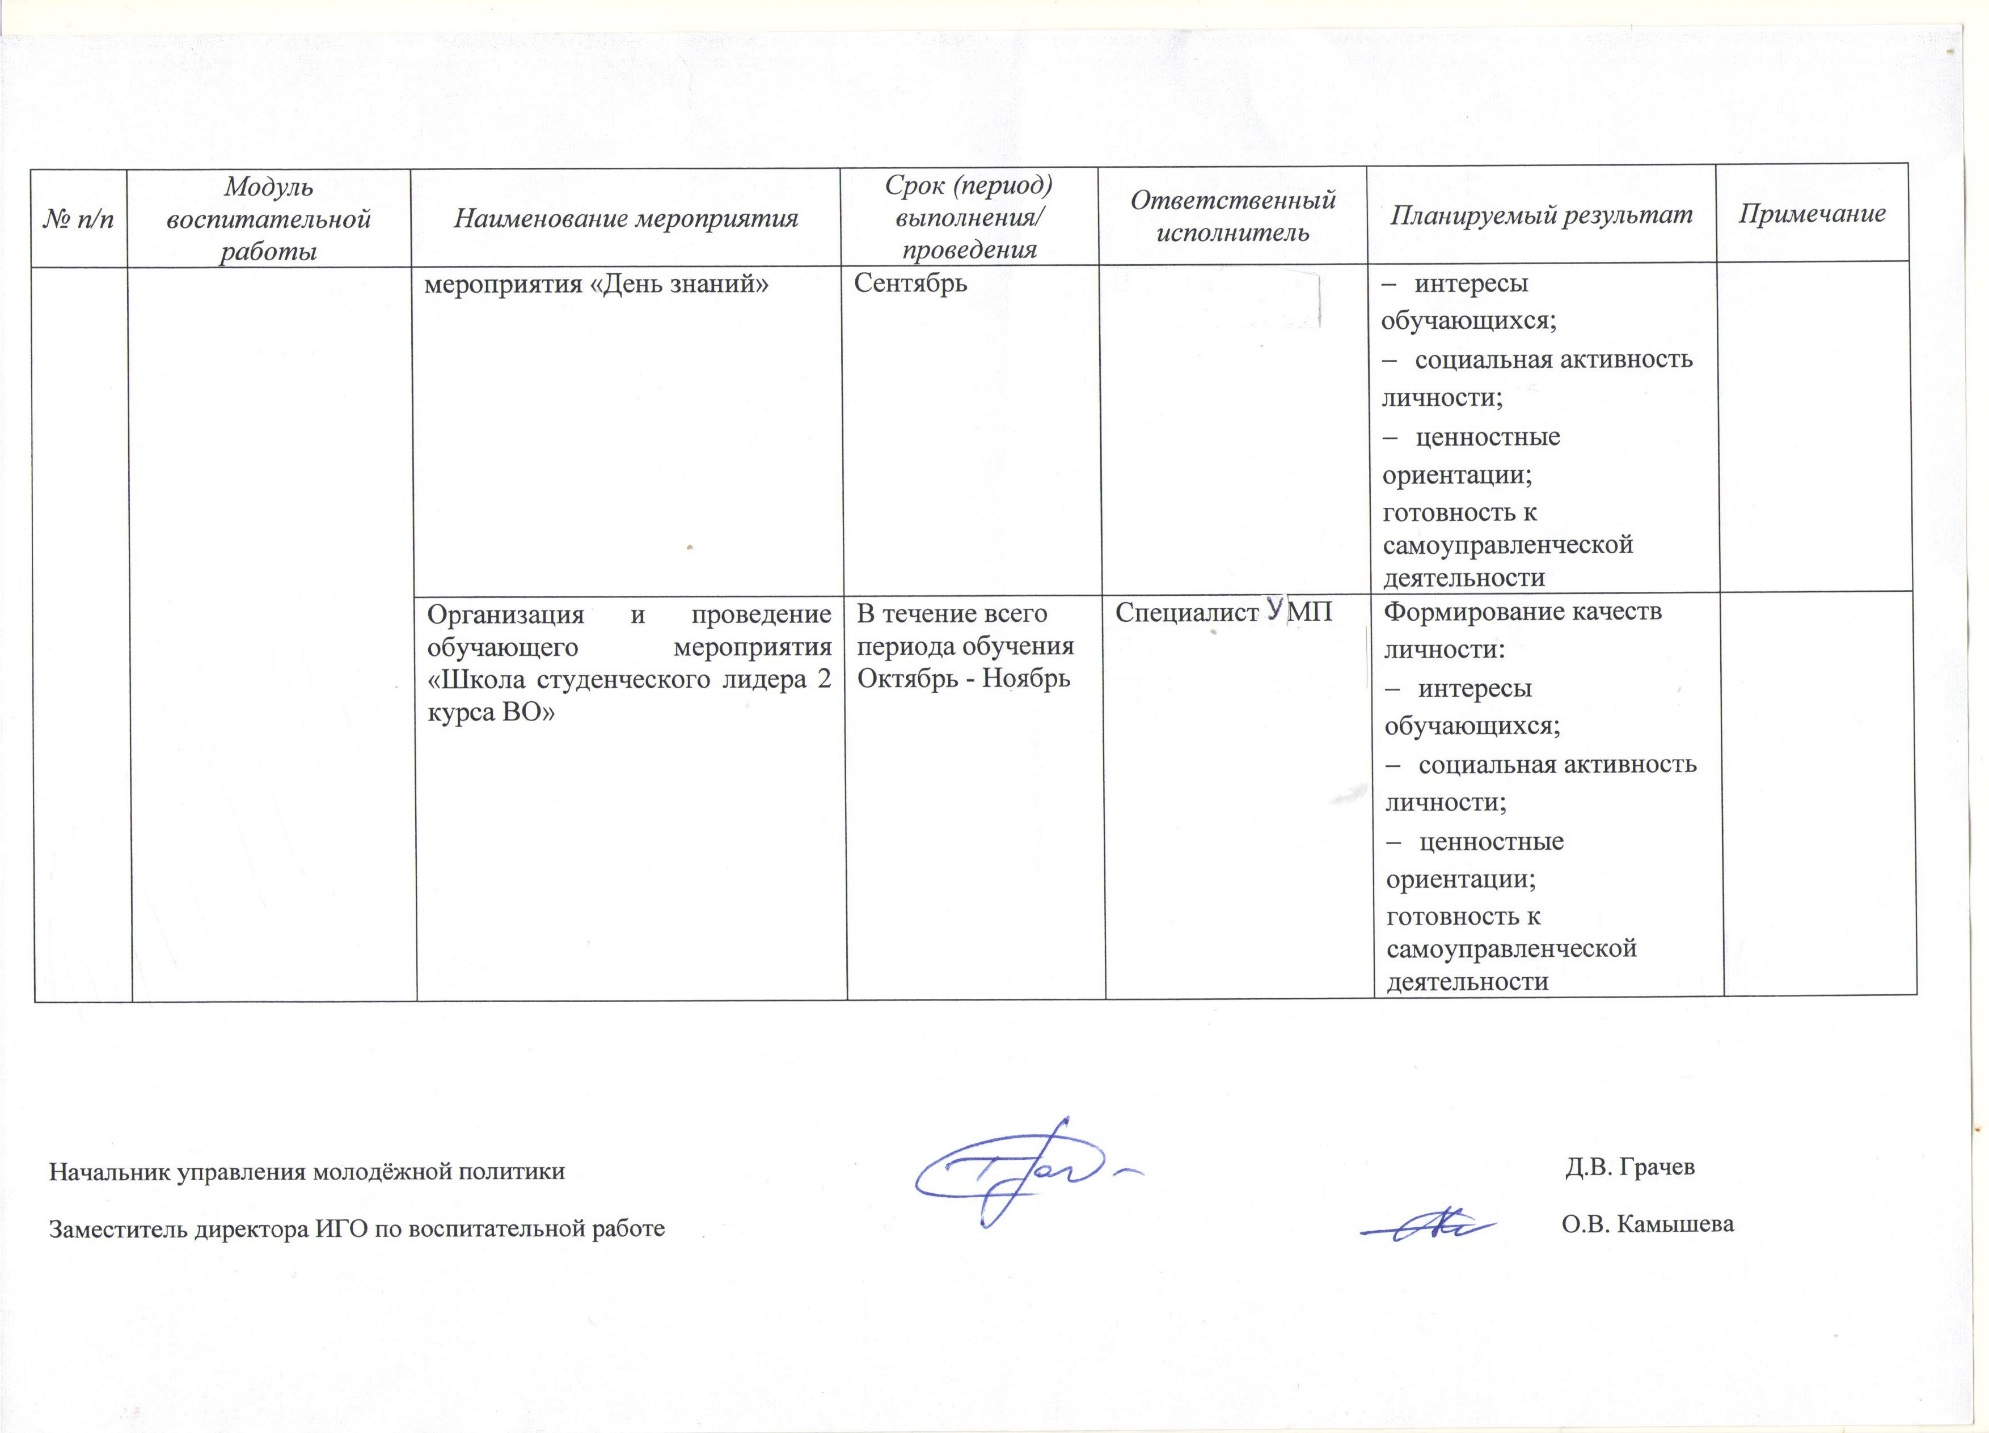 № п/п
Модуль
воспитательной
работы
Наименование мероприятия
Срок (период)
выполнения/
проведения
Ответственный
исполнитель
Планируемый результат
Примечание
мероприятия «День знаний»
Сентябрь
– интересы
обучающихся;
– социальная активность
личности;
– ценностные
ориентации;
готовность к
самоуправленческой
деятельности
Организация и проведение
обучающего мероприятия
«Школа студенческого лидера 2
курса ВО»
В течение всего
периода обучения
Октябрь - Ноябрь
Специалист УМП
Формирование качеств
личности:
– интересы
обучающихся;
– социальная активность
личности;
– ценностные
ориентации;
готовность к
самоуправленческой
деятельности
Начальник управления молодёжной политики
Д.В. Грачев
Заместитель директора ИГО по воспитательной работе
О.В. Камышева